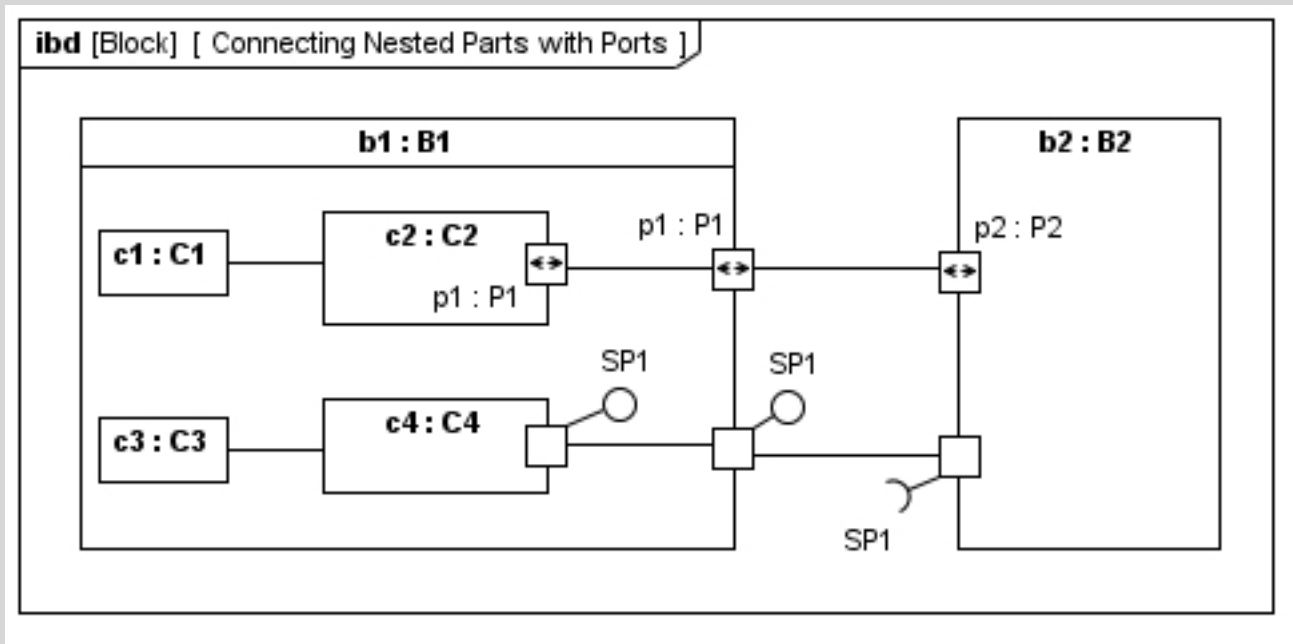 ibd [Block] [ Connecting Nested Parts with Ports ]
b1 : B1
b2 : B2
p1 : P1
p2 : P2
c1 : C1
c2 : C2
p1 : P1
SP1
SP1
c3 : C3
c4 : C4
SP1